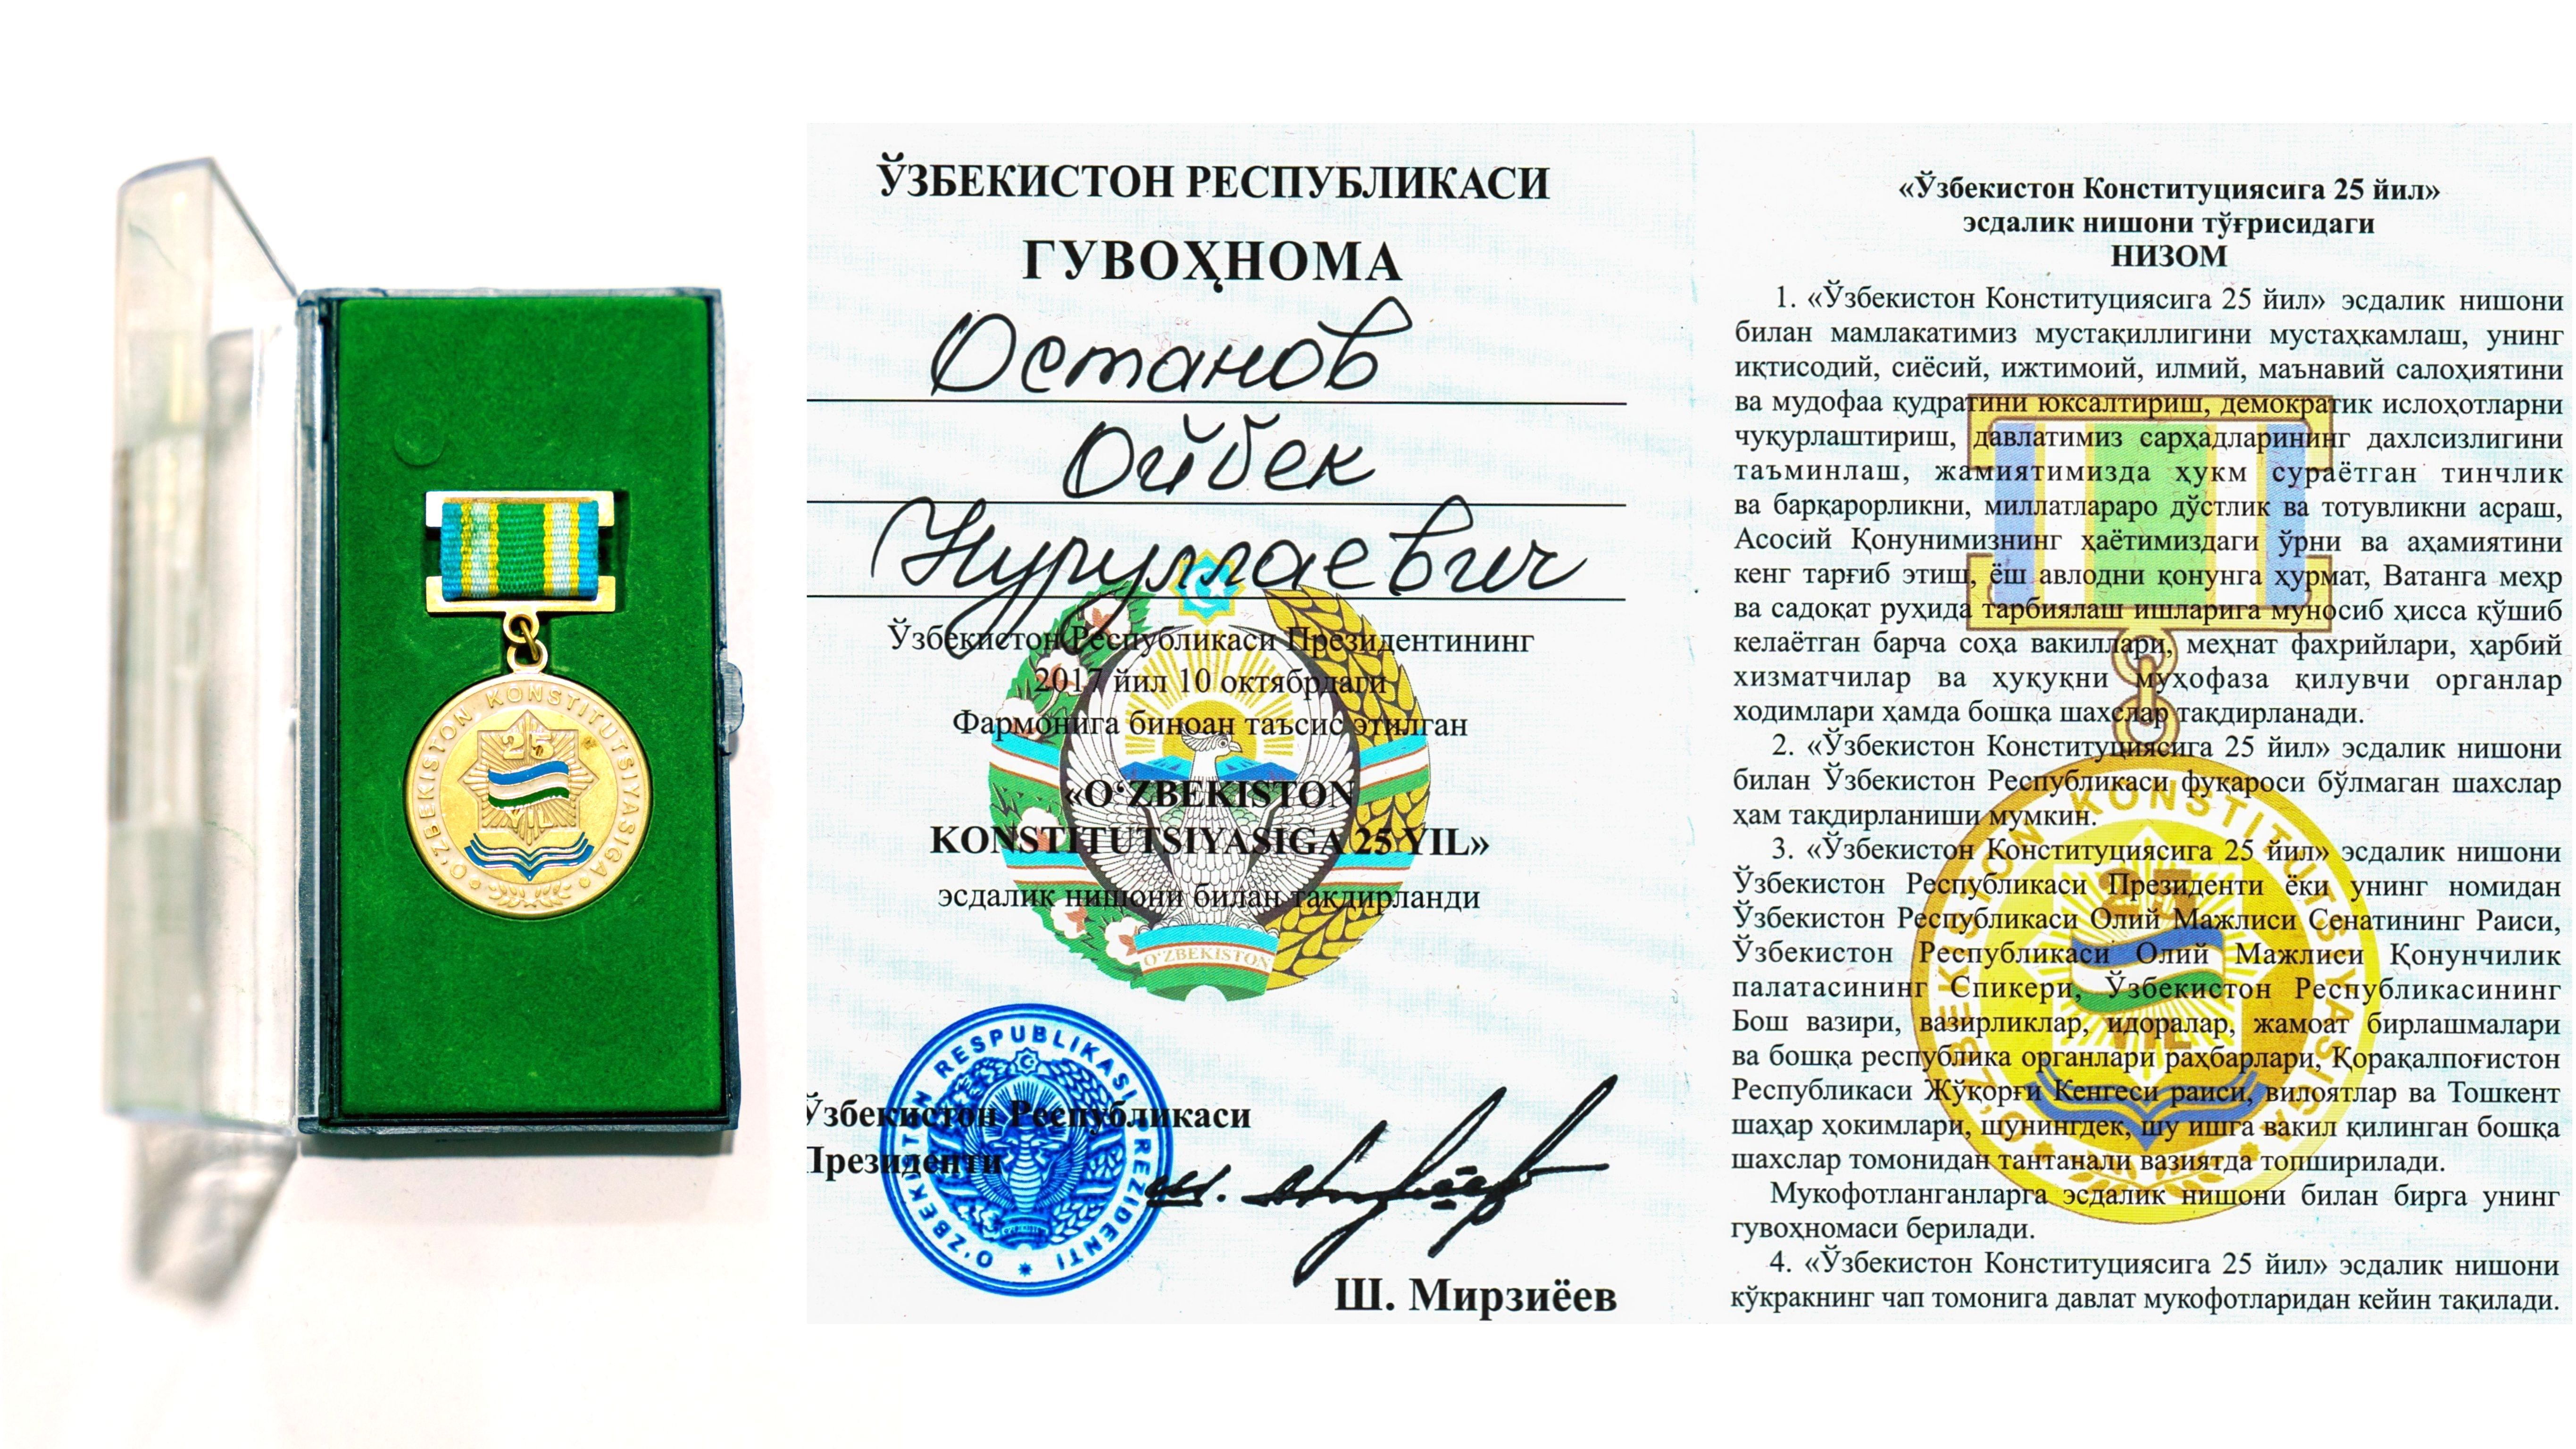 O‘ZBEKISTON KONSTITUTSIYASIGA
25
YIL
ЎЗБЕКИСТОН РЕСПУБЛИКАСИ
ГУВОҲНОМА
Останов
Ойбек
Нуруллаевич
Ўзбекистон Республикаси Президентининг
2017 йил 10 октябрдаги
Фармонига биноан таъсис этилган
«O‘ZBEKISTON
KONSTITUTSIYASIGA 25 YIL»
эсдалик нишони билан тақдирланди
O‘ZBEKISTON
Ўзбекистон Республикаси
Президенти
O‘ZBEKISTON RESPUBLIKASI PREZIDENTI
Ш. Мирзиёев
Ш. Мирзиёев
«Ўзбекистон Конституциясига 25 йил»
эсдалик нишони тўғрисидаги
НИЗОМ
1. «Ўзбекистон Конституциясига 25 йил» эсдалик нишони
билан мамлакатимиз мустақиллигини мустаҳкамлаш, унинг
иқтисодий, сиёсий, ижтимоий, илмий, маънавий салоҳиятини
ва мудофаа қудратини юксалтириш, демократик ислоҳотларни
чуқурлаштириш, давлатимиз сарҳадларининг дахлсизлигини
таъминлаш, жамиятимизда ҳукм сураётган тинчлик
ва барқарорликни, миллатлараро дўстлик ва тотувликни асраш,
Асосий Қонунимизнинг ҳаётимиздаги ўрни ва аҳамиятини
кенг тарғиб этиш, ёш авлодни қонунга ҳурмат, Ватанга меҳр
ва садоқат руҳида тарбиялаш ишларига муносиб ҳисса қўшиб
келаётган барча соҳа вакиллари, меҳнат фахрийлари, ҳарбий
хизматчилар ва ҳуқуқни муҳофаза қилувчи органлар
ходимлари ҳамда бошқа шахслар тақдирланади.
2. «Ўзбекистон Конституциясига 25 йил» эсдалик нишони
билан Ўзбекистон Республикаси фуқароси бўлмаган шахслар
ҳам тақдирланиши мумкин.
3. «Ўзбекистон Конституциясига 25 йил» эсдалик нишони
Ўзбекистон Республикаси Президенти ёки унинг номидан
Ўзбекистон Республикаси Олий Мажлиси Сенатининг Раиси,
Ўзбекистон Республикаси Олий Мажлиси Қонунчилик
палатасининг Спикери, Ўзбекистон Республикасининг
Бош вазири, вазирликлар, идоралар, жамоат бирлашмалари
ва бошқа республика органлари раҳбарлари, Қорақалпоғистон
Республикаси Жўқорғи Кенгеси раиси, вилоятлар ва Тошкент
шаҳар ҳокимлари, шунингдек, шу ишга вакил қилинган бошқа
шахслар томонидан тантанали вазиятда топширилади.
Мукофотланганларга эсдалик нишони билан бирга унинг
гувоҳномаси берилади.
4. «Ўзбекистон Конституциясига 25 йил» эсдалик нишони
кўкракнинг чап томонига давлат мукофотларидан кейин тақилади.
O‘ZBEKISTON KONSTITUTSIYASIGA
25
YIL